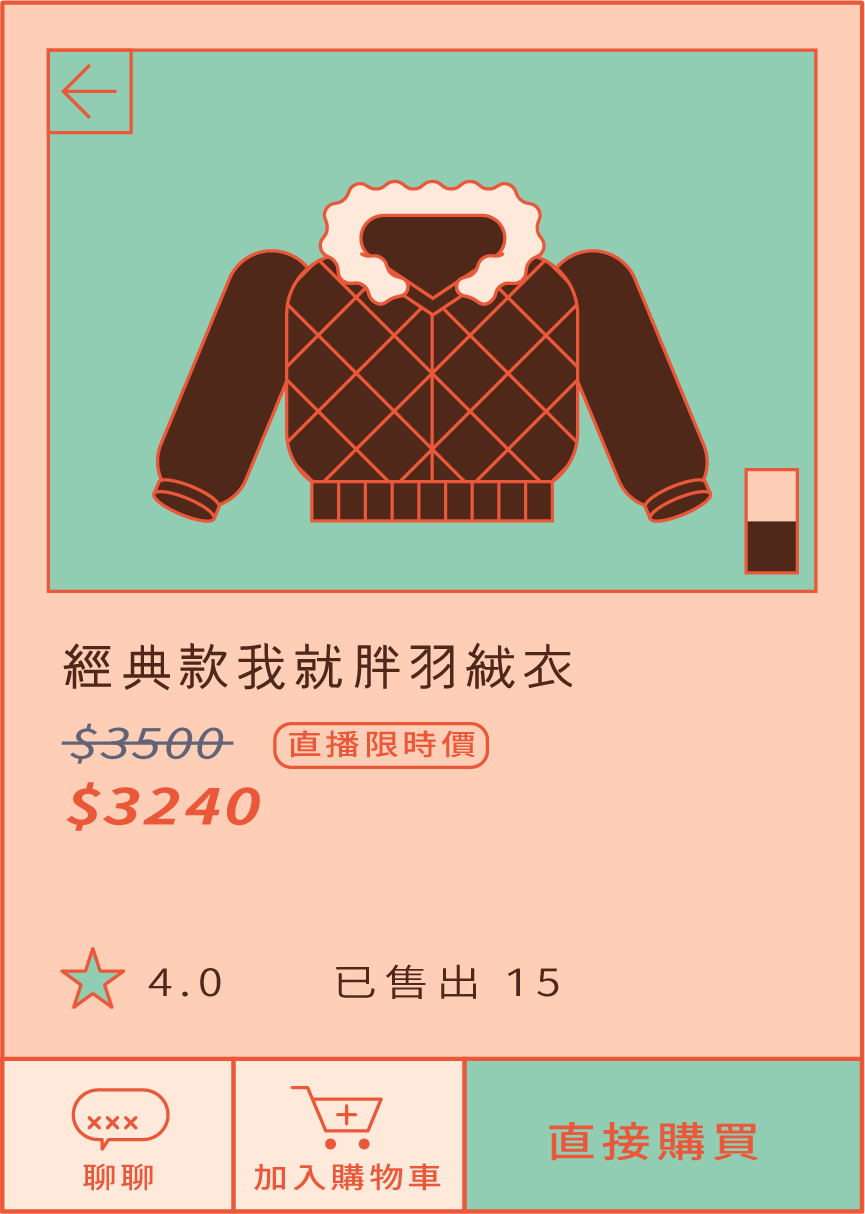 經典款我就胖羽絨衣
$3500 直播限時價
$3240
4.0 已售出 15
×××
聊聊
加入購物車
直接購買